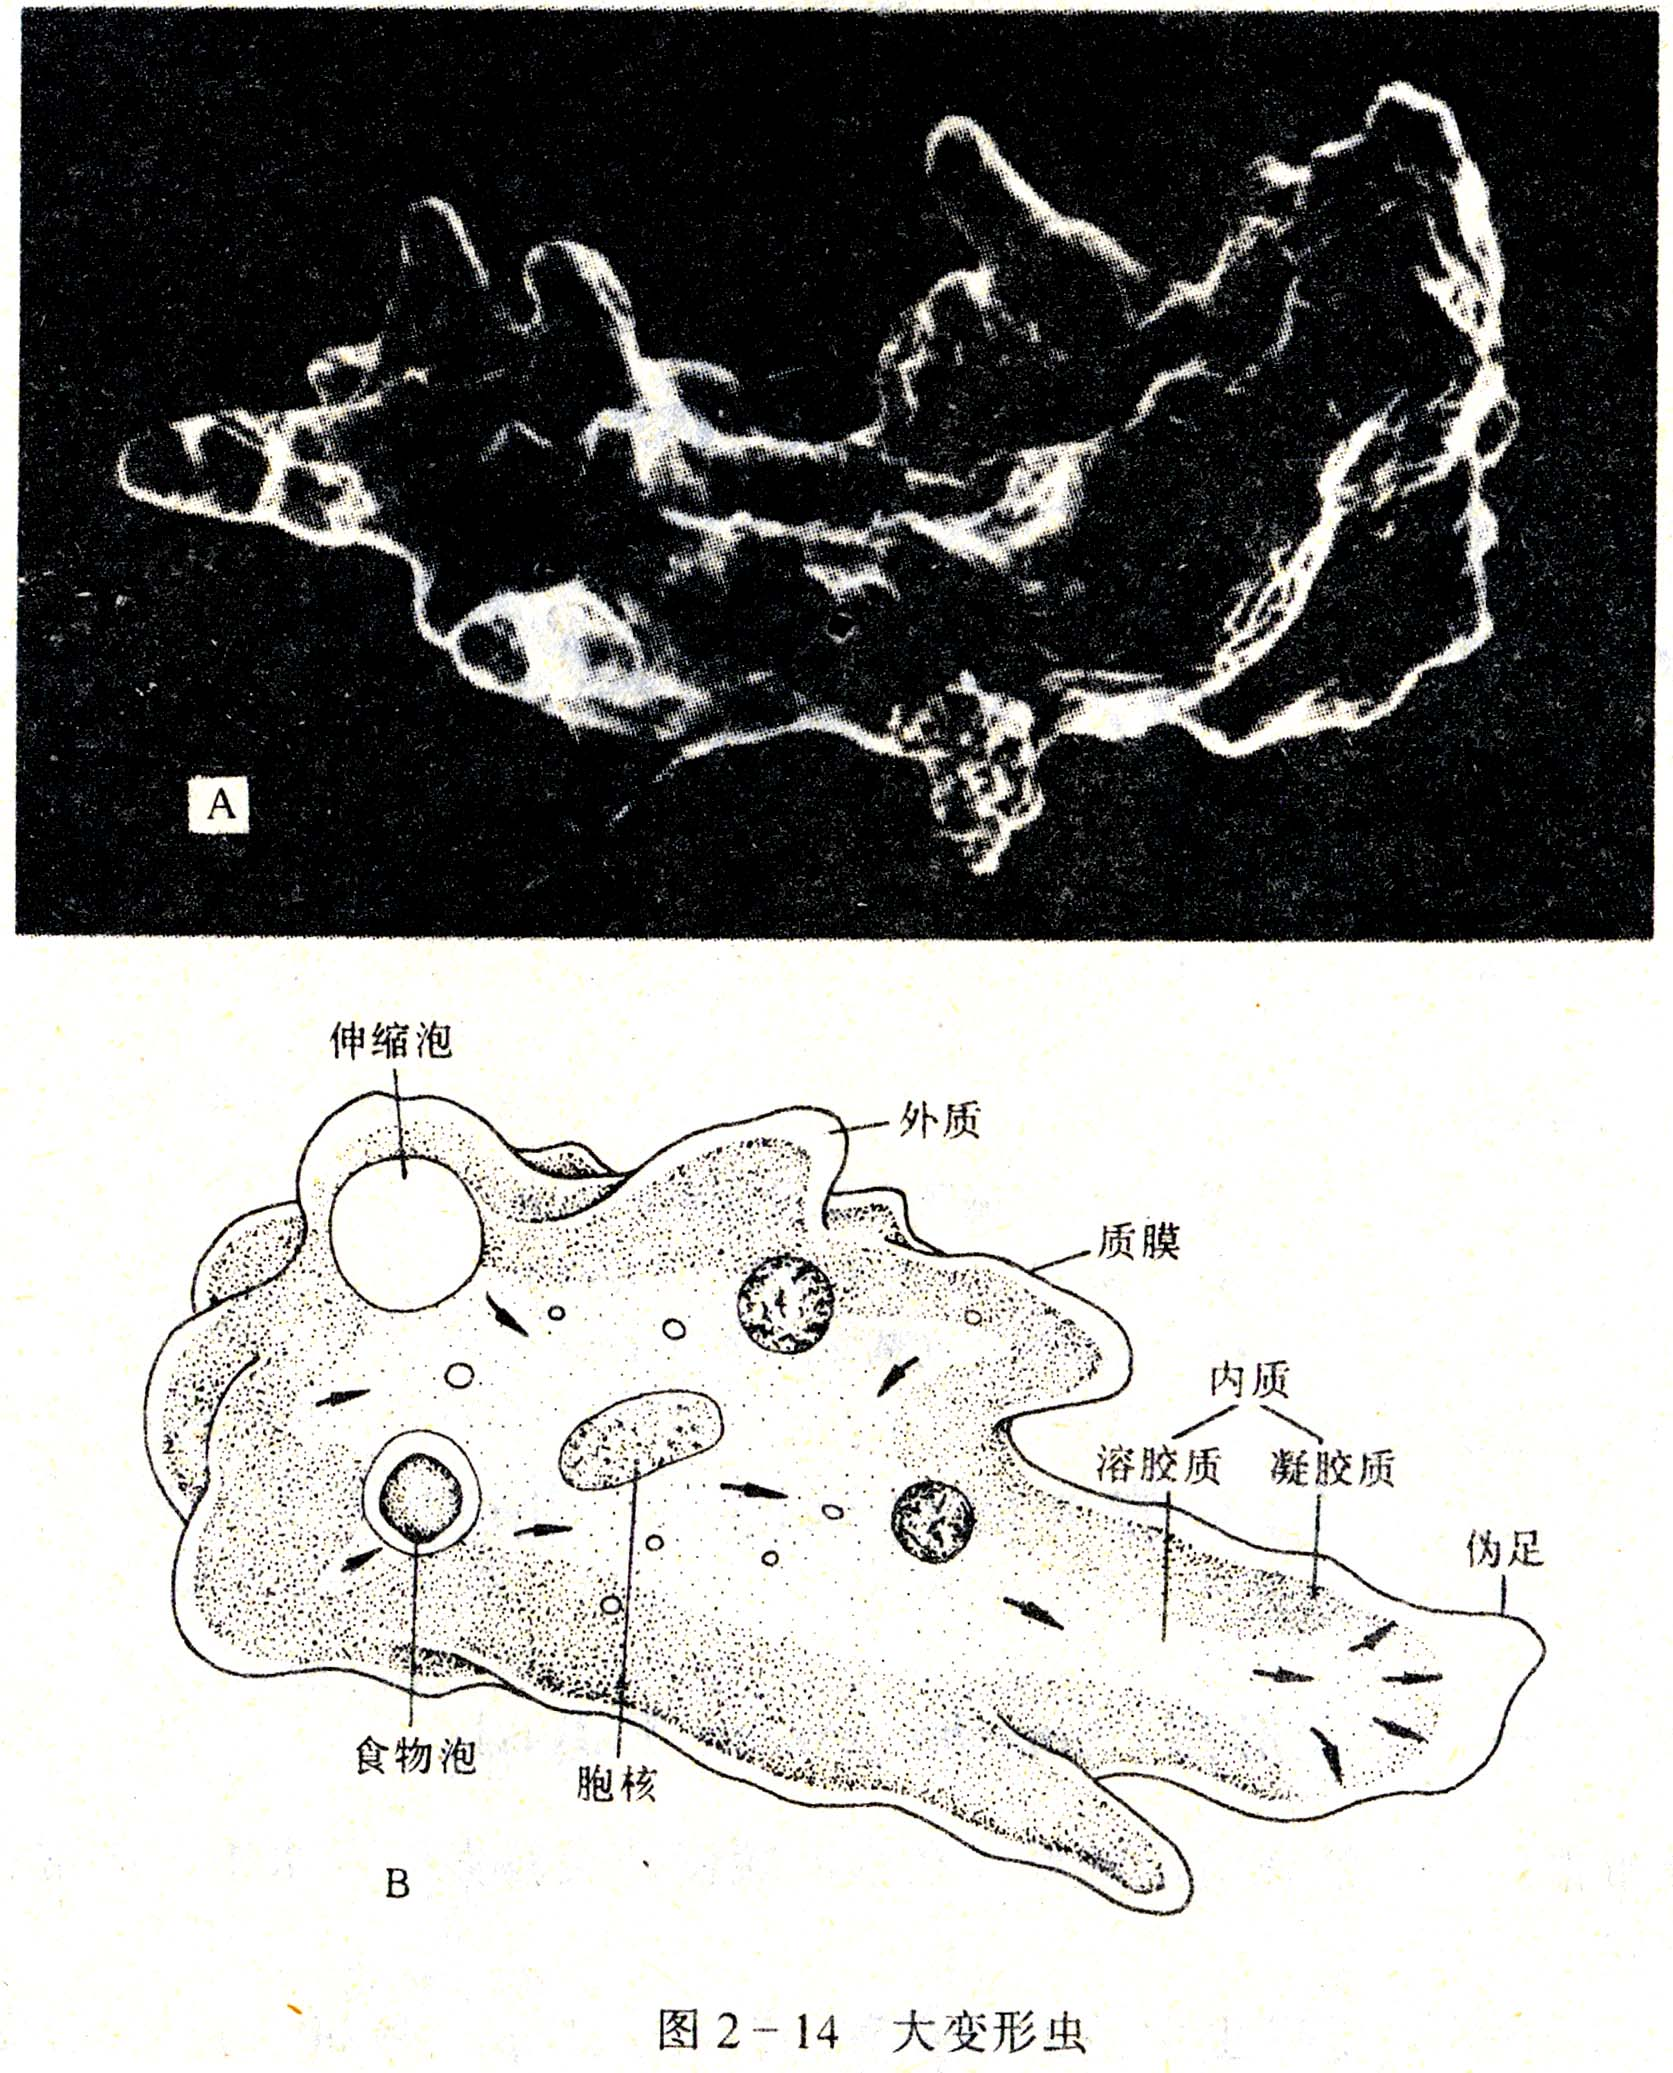 A
伸缩泡
外质
质膜
内质
溶胶质 凝胶质
伪足
食物泡
胞核
B
图2-14 大变形虫